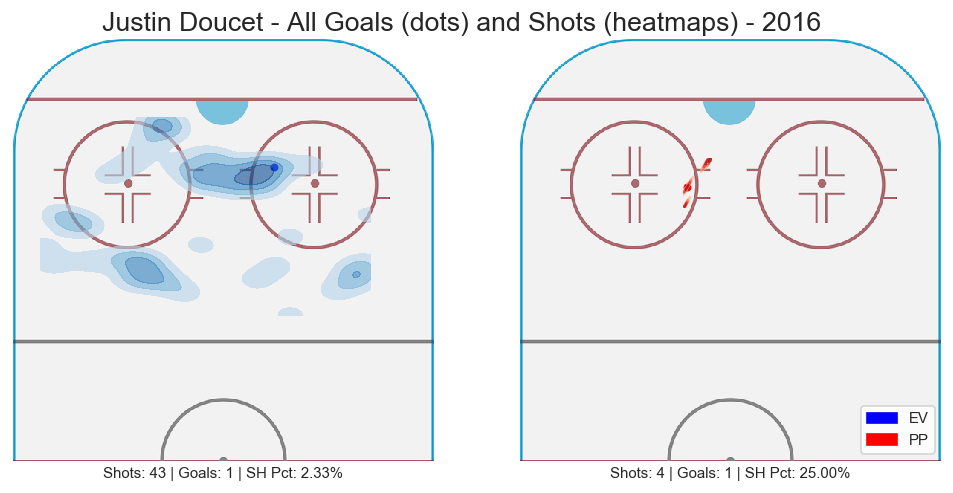 Justin Doucet - All Goals (dots) and Shots (heatmaps) - 2016
EV
PP
Shots: 43 | Goals: 1 | SH Pct: 2.33%
Shots: 4 | Goals: 1 | SH Pct: 25.00%